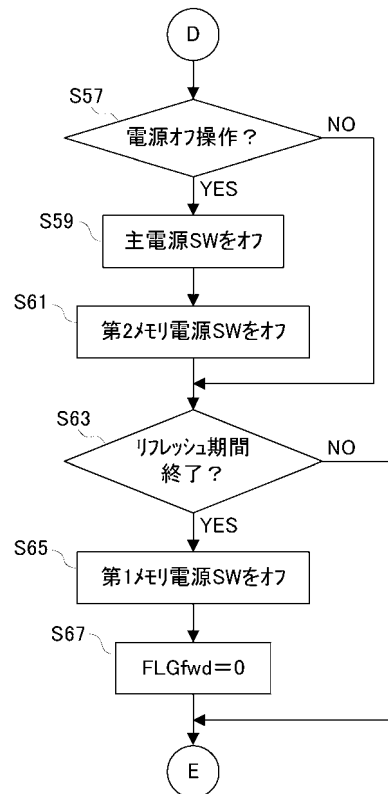 D
S57
電源オフ操作？
NO
YES
S59
主電源SWをオフ
S61
第2メモリ電源SWをオフ
S63
リフレッシュ期間
終了？
NO
YES
S65
第1メモリ電源SWをオフ
S67
FLGfwd＝0
E